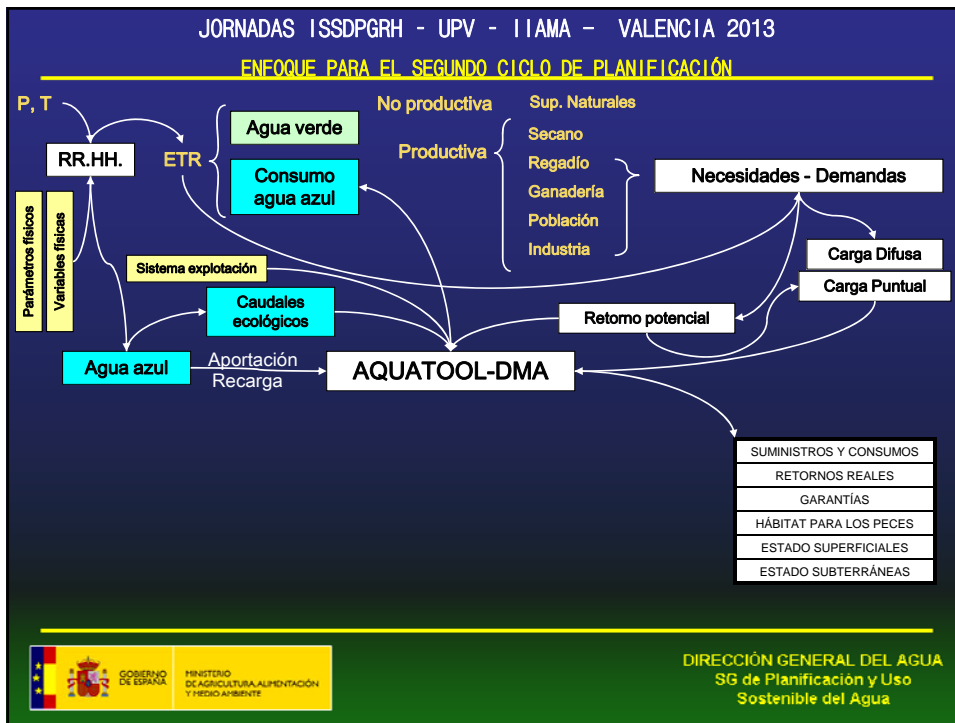 JORNADAS ISSDPGRH - UPV - IIAMA – VALENCIA 2013
ENFOQUE PARA EL SEGUNDO CICLO DE PLANIFICACIÓN
P, T
RR.HH.
ETR
Agua verde
Consumo
agua azul
No productiva
Productiva
Sup. Naturales
Secano
Regadío
Ganadería
Población
Industria
Necesidades - Demandas
Carga Difusa
Carga Puntual
Parámetros físicos
Variables físicas
Sistema explotación
Caudales
ecológicos
Retorno potencial
Agua azul
Aportación
Recarga
AQUATOOL-DMA
SUMINISTROS Y CONSUMOS
RETORNOS REALES
GARANTÍAS
HÁBITAT PARA LOS PECES
ESTADO SUPERFICIALES
ESTADO SUBTERRÁNEAS
GOBIERNO
DE ESPAÑA
MINISTERIO
DE AGRICULTURA, ALIMENTACIÓN
Y MEDIO AMBIENTE
DIRECCIÓN GENERAL DEL AGUA
SG de Planificación y Uso
Sostenible del Agua